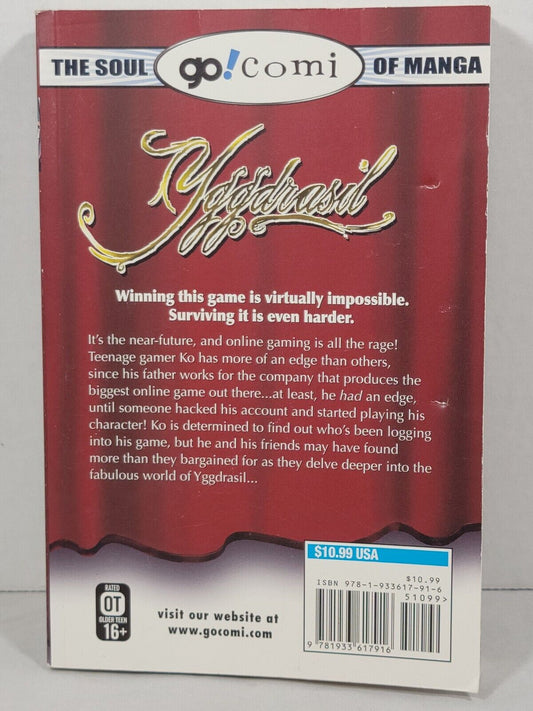 THE SOUL go!comi OF MANGA
Yggdrasil
Winning this game is virtually impossible.
Surviving it is even harder.
It's the near-future, and online gaming is all the rage!
Teenage gamer Ko has more of an edge than others,
since his father works for the company that produces the
biggest online game out there...at least, he had an edge,
until someone hacked his account and started playing his
character! Ko is determined to find out who's been logging
into his game, but he and his friends may have found
more than they bargained for as they delve deeper into the
fabulous world of Yggdrasil...
$10.99 USA
$10.99
ISBN 978-1-933617-91-6
51099>
9 781933 617916
RATED
OT
OLDER TEEN
16+
visit our website at
www.gocomi.com